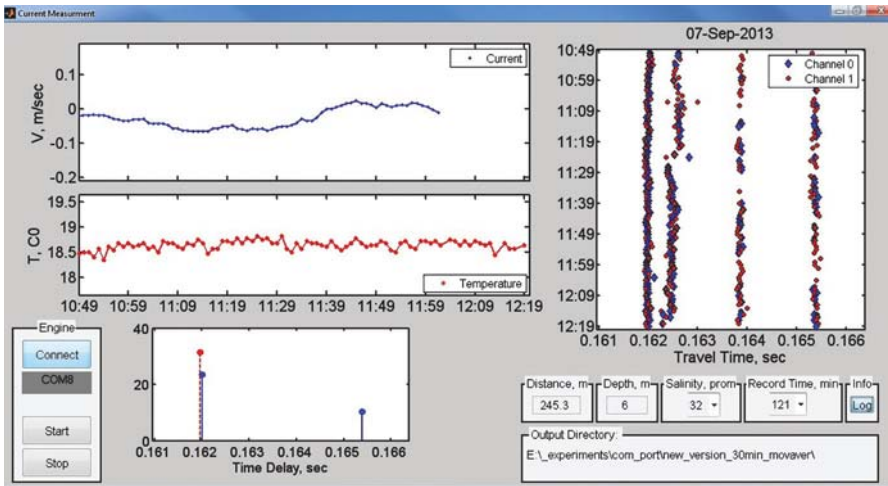 Current Measurment
07-Sep-2013
V, m/sec
0.1
0
-0.1
-0.2
Current
T, C0
19.5
19
18.5
18
Temperature
10:49 10:59 11:09 11:19 11:29 11:39 11:49 11:59 12:09 12:19
10:49
10:59
11:09
11:19
11:29
11:39
11:49
11:59
12:09
12:19
Channel 0
Channel 1
0.161 0.162 0.163 0.164 0.165 0.166
Travel Time, sec
Engine
Connect
COM8
Start
Stop
40
20
0
0.161 0.162 0.163 0.164 0.165 0.166
Time Delay, sec
Distance, m Depth, m Salinity, prom Record Time, min Info
245.3 6 32 121 Log
Output Directory:
E:\_experiments\com_port\new_version_30min_movaver\